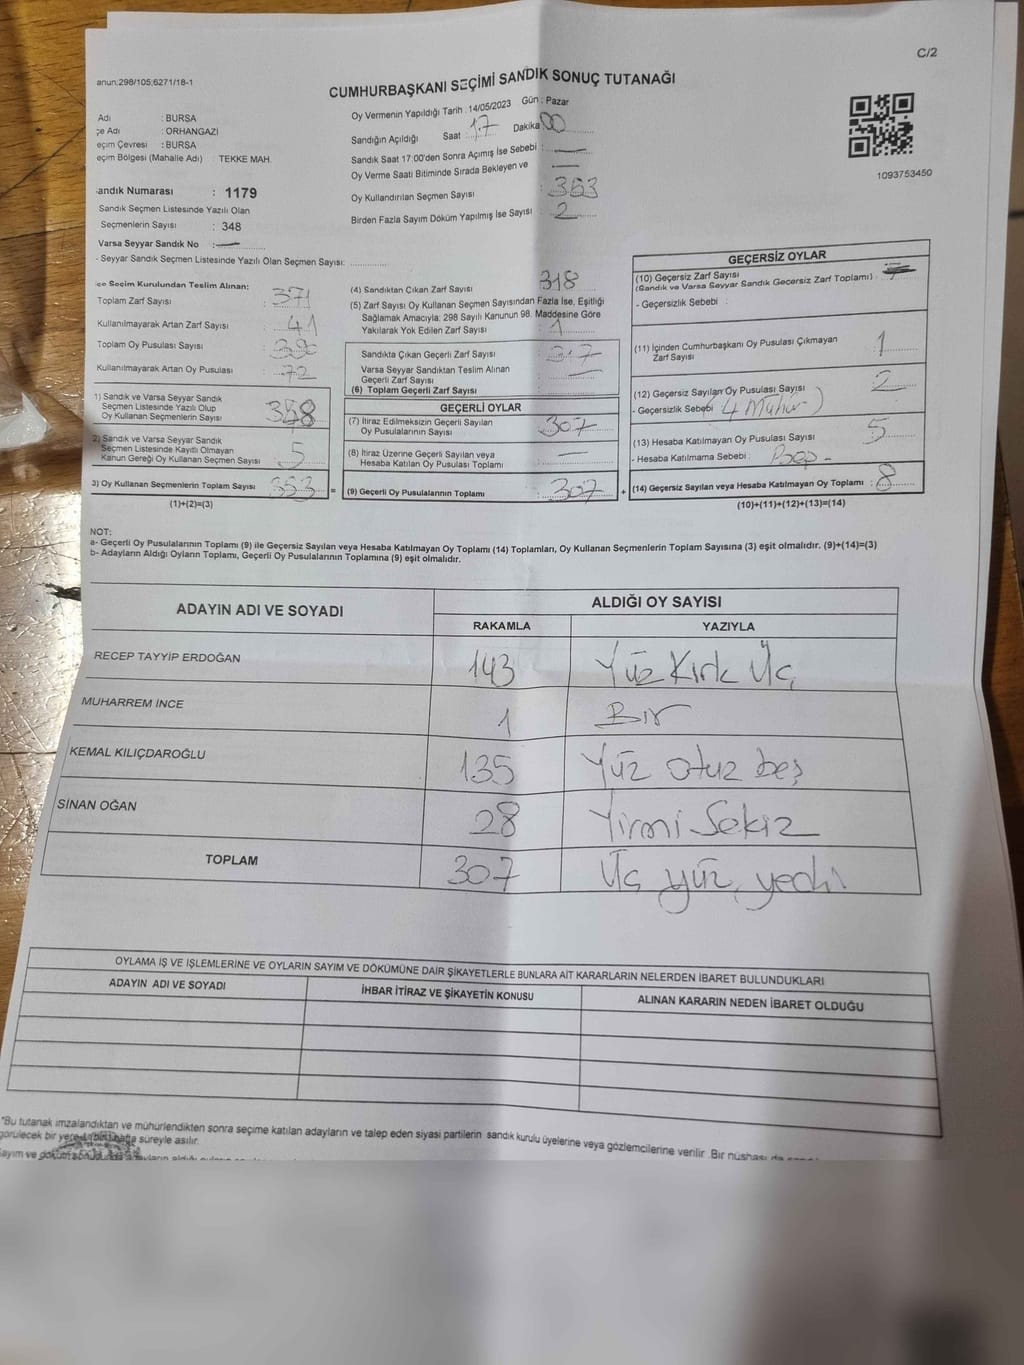 C/2
anun:298/105;6271/18-1
CUMHURBAŞKANI SEÇİMİ SANDIK SONUÇ TUTANAĞI
Adı : BURSA
çe Adı : ORHANGAZİ
eçim Çevresi : BURSA
eçim Bölgesi (Mahalle Adı) : TEKKE MAH.
andık Numarası : 1179
Sandık Seçmen Listesinde Yazılı Olan
Seçmenlerin Sayısı : 348
Varsa Seyyar Sandık No : —
- Seyyar Sandık Seçmen Listesinde Yazılı Olan Seçmen Sayısı:
Oy Vermenin Yapıldığı Tarih : 14/05/2023 Gün : Pazar
Sandığın Açıldığı Saat : 17 Dakika 00
Sandık Saat 17:00'den Sonra Açımış İse Sebebi : —
Oy Verme Saati Bitiminde Sırada Bekleyen ve —
Oy Kullandırılan Seçmen Sayısı : 353
Birden Fazla Sayım Döküm Yapılmış İse Sayısı : 2
1093753450
çe Seçim Kurulundan Teslim Alınan:
Toplam Zarf Sayısı : 371
Kullanılmayarak Artan Zarf Sayısı : 41
Toplam Oy Pusulası Sayısı :
Kullanılmayarak Artan Oy Pusulası : 72
1) Sandık ve Varsa Seyyar Sandık
Seçmen Listesinde Yazılı Olup
Oy Kullanan Seçmenlerin Sayısı :
2) Sandık ve Varsa Seyyar Sandık
Seçmen Listesinde Kayıtlı Olmayan
Kanun Gereği Oy Kullanan Seçmen Sayısı : 5
3) Oy Kullanan Seçmenlerin Toplam Sayısı : 353 =
(1)+(2)=(3)
(4) Sandıktan Çıkan Zarf Sayısı 318
(5) Zarf Sayısı Oy Kullanan Seçmen Sayısından Fazla İse, Eşitliği
Sağlamak Amacıyla; 298 Sayılı Kanunun 98. Maddesine Göre
Yakılarak Yok Edilen Zarf Sayısı : 1
Sandıkta Çıkan Geçerli Zarf Sayısı : 317
Varsa Seyyar Sandıktan Teslim Alınan
Geçerli Zarf Sayısı : —
(6) Toplam Geçerli Zarf Sayısı :
GEÇERLİ OYLAR
(7) İtiraz Edilmeksizin Geçerli Sayılan
Oy Pusulalarının Sayısı : 307
(8) İtiraz Üzerine Geçerli Sayılan veya
Hesaba Katılan Oy Pusulası Toplamı : —
(9) Geçerli Oy Pusulalarının Toplamı : 307 +
GEÇERSİZ OYLAR
(10) Geçersiz Zarf Sayısı
(Sandık ve Varsa Seyyar Sandık Geçersiz Zarf Toplamı) :
- Geçersizlik Sebebi :
(11) İçinden Cumhurbaşkanı Oy Pusulası Çıkmayan
Zarf Sayısı : 1
(12) Geçersiz Sayılan Oy Pusulası Sayısı : 2
- Geçersizlik Sebebi (4 Mühür)
(13) Hesaba Katılmayan Oy Pusulası Sayısı : 5
- Hesaba Katılmama Sebebi :
(14) Geçersiz Sayılan veya Hesaba Katılmayan Oy Toplamı : 8
(10)+(11)+(12)+(13)=(14)
NOT:
a- Geçerli Oy Pusulalarının Toplamı (9) ile Geçersiz Sayılan veya Hesaba Katılmayan Oy Toplamı (14) Toplamları, Oy Kullanan Seçmenlerin Toplam Sayısına (3) eşit olmalıdır. (9)+(14)=(3)
b- Adayların Aldığı Oyların Toplamı, Geçerli Oy Pusulalarının Toplamına (9) eşit olmalıdır.
ADAYIN ADI VE SOYADI ALDIĞI OY SAYISI
RAKAMLA YAZIYLA
RECEP TAYYİP ERDOĞAN 143 Yüz Kırk Üç
MUHARREM İNCE 1 Bir
KEMAL KILIÇDAROĞLU 135 Yüz otuz beş
SİNAN OĞAN 28 Yirmi Sekiz
TOPLAM 307 Üç yüz yedi
OYLAMA İŞ VE İŞLEMLERİNE VE OYLARIN SAYIM VE DÖKÜMÜNE DAİR ŞİKAYETLERLE BUNLARA AİT KARARLARIN NELERDEN İBARET BULUNDUKLARI
ADAYIN ADI VE SOYADI İHBAR İTİRAZ VE ŞİKAYETİN KONUSU ALINAN KARARIN NEDEN İBARET OLDUĞU
"Bu tutanak imzalandıktan ve mühürlendikten sonra seçime katılan adayların ve talep eden siyasi partilerin sandık kurulu üyelerine veya gözlemcilerine verilir. Bir nüshası da
görülecek bir yere bir hafta süreyle asılır.